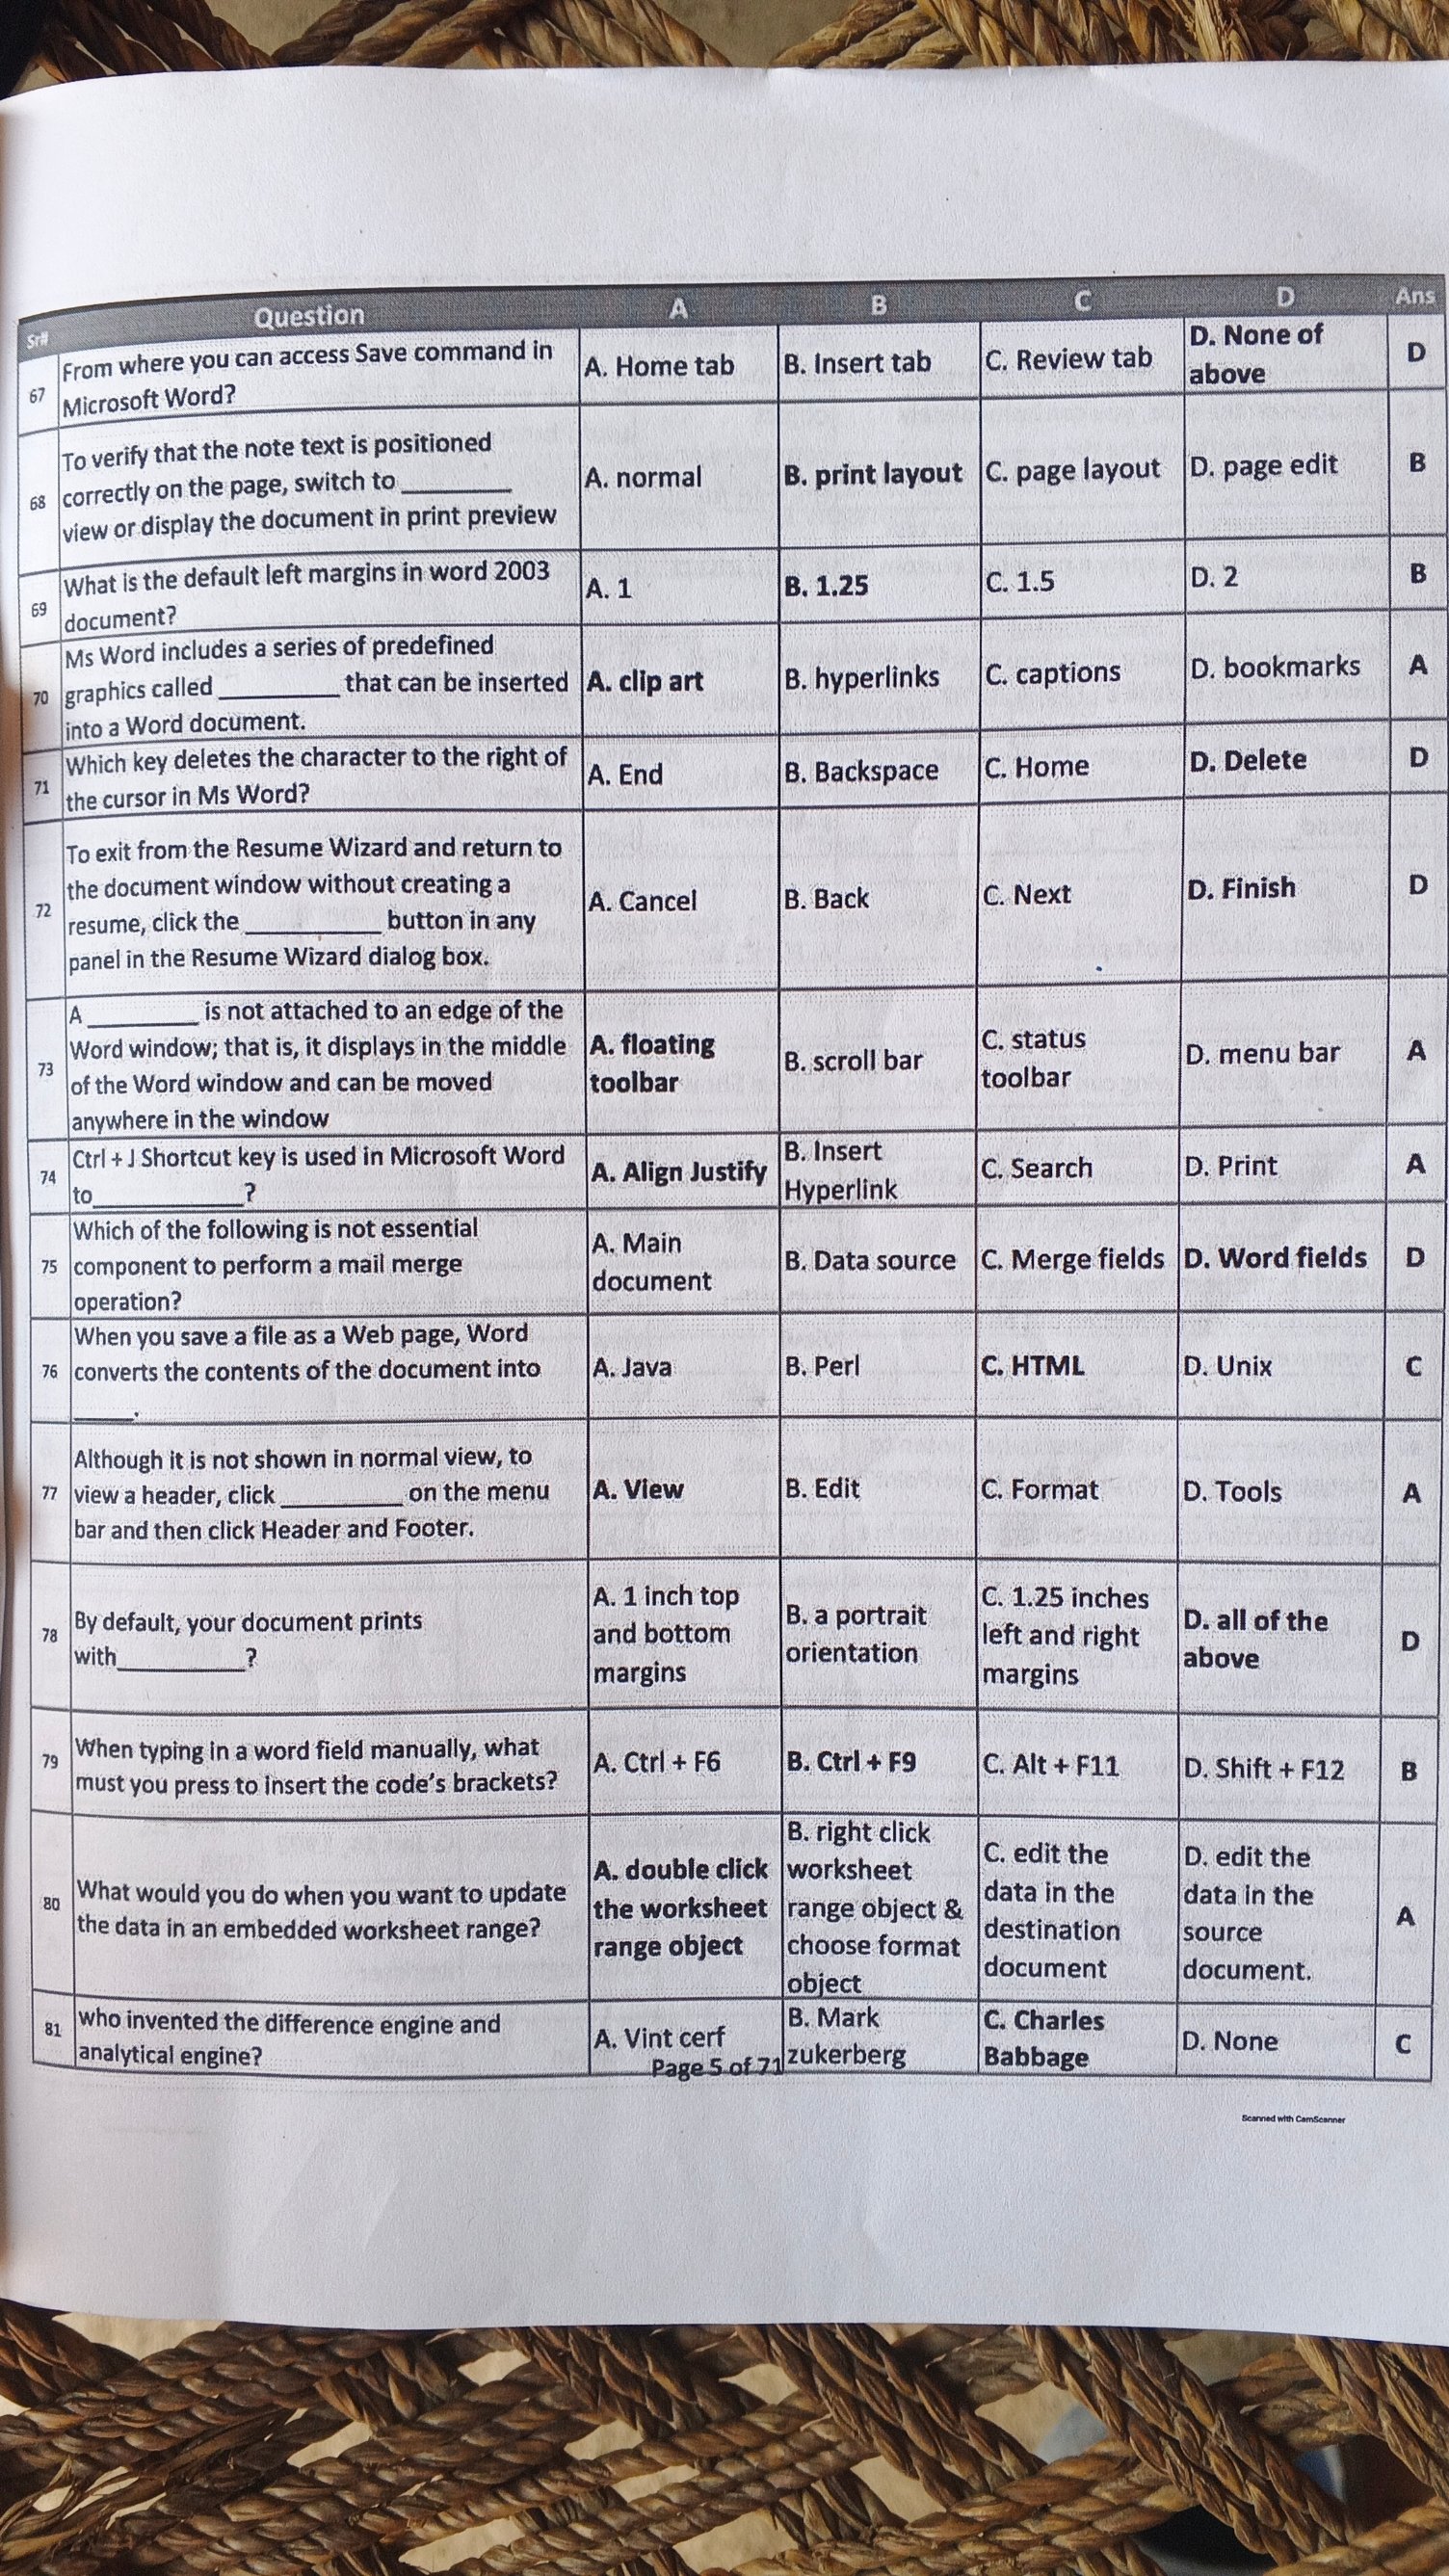 Sr# Question A B C D Ans
67 From where you can access Save command in Microsoft Word? A. Home tab B. Insert tab C. Review tab D. None of above D
68 To verify that the note text is positioned correctly on the page, switch to ________ view or display the document in print preview A. normal B. print layout C. page layout D. page edit B
69 What is the default left margins in word 2003 document? A. 1 B. 1.25 C. 1.5 D. 2 B
70 Ms Word includes a series of predefined graphics called _________ that can be inserted into a Word document. A. clip art B. hyperlinks C. captions D. bookmarks A
71 Which key deletes the character to the right of the cursor in Ms Word? A. End B. Backspace C. Home D. Delete D
72 To exit from the Resume Wizard and return to the document window without creating a resume, click the __________ button in any panel in the Resume Wizard dialog box. A. Cancel B. Back C. Next D. Finish D
73 A ________ is not attached to an edge of the Word window; that is, it displays in the middle of the Word window and can be moved anywhere in the window A. floating toolbar B. scroll bar C. status toolbar D. menu bar A
74 Ctrl + J Shortcut key is used in Microsoft Word to___________? A. Align Justify B. Insert Hyperlink C. Search D. Print A
75 Which of the following is not essential component to perform a mail merge operation? A. Main document B. Data source C. Merge fields D. Word fields D
76 When you save a file as a Web page, Word converts the contents of the document into _____. A. Java B. Perl C. HTML D. Unix C
77 Although it is not shown in normal view, to view a header, click _________ on the menu bar and then click Header and Footer. A. View B. Edit C. Format D. Tools A
78 By default, your document prints with_________? A. 1 inch top and bottom margins B. a portrait orientation C. 1.25 inches left and right margins D. all of the above D
79 When typing in a word field manually, what must you press to insert the code's brackets? A. Ctrl + F6 B. Ctrl + F9 C. Alt + F11 D. Shift + F12 B
80 What would you do when you want to update the data in an embedded worksheet range? A. double click the worksheet range object B. right click worksheet range object & choose format object C. edit the data in the destination document D. edit the data in the source document. A
81 who invented the difference engine and analytical engine? A. Vint cerf B. Mark zukerberg C. Charles Babbage D. None C
Page 5 of 71
Scanned with CamScanner